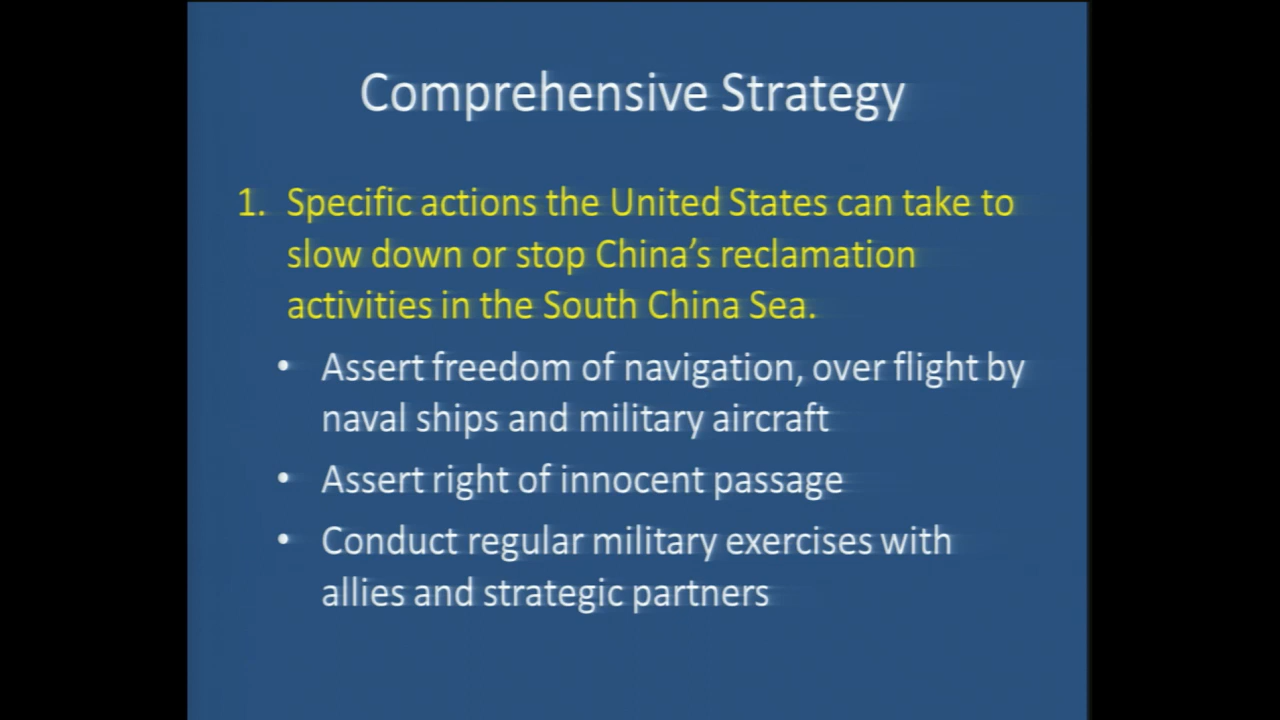 Comprehensive Strategy
1. Specific actions the United States can take to
slow down or stop China’s reclamation
activities in the South China Sea.
• Assert freedom of navigation, over flight by
naval ships and military aircraft
• Assert right of innocent passage
• Conduct regular military exercises with
allies and strategic partners